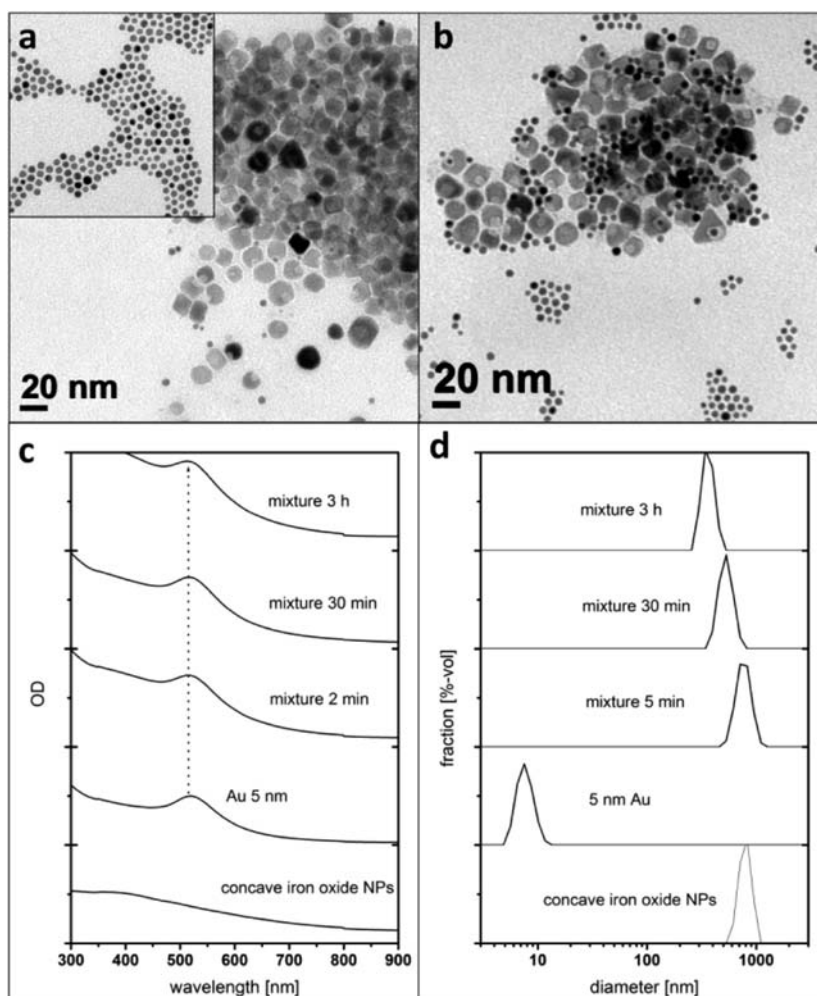 a
20 nm
b
20 nm
c
mixture 3 h
mixture 30 min
mixture 2 min
Au 5 nm
concave iron oxide NPs
OD
300 400 500 600 700 800 900
wavelength [nm]
d
mixture 3 h
mixture 30 min
mixture 5 min
5 nm Au
concave iron oxide NPs
fraction [%-vol]
10 100 1000
diameter [nm]